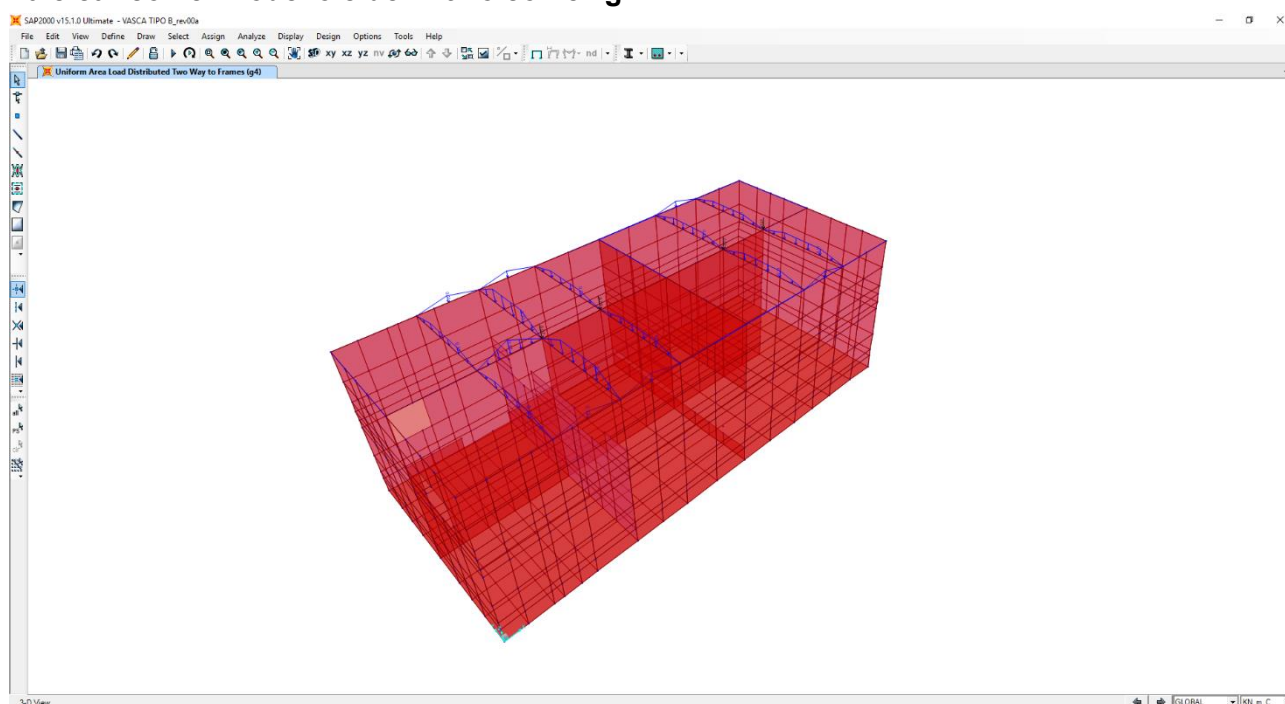 SAP2000 v15.1.0 Ultimate - VASCA TIPO B_rev00a
File Edit View Define Draw Select Assign Analyze Display Design Options Tools Help
xy xz yz nv nd
Uniform Area Load Distributed Two Way to Frames (g4)
3-D View
GLOBAL KN, m, C